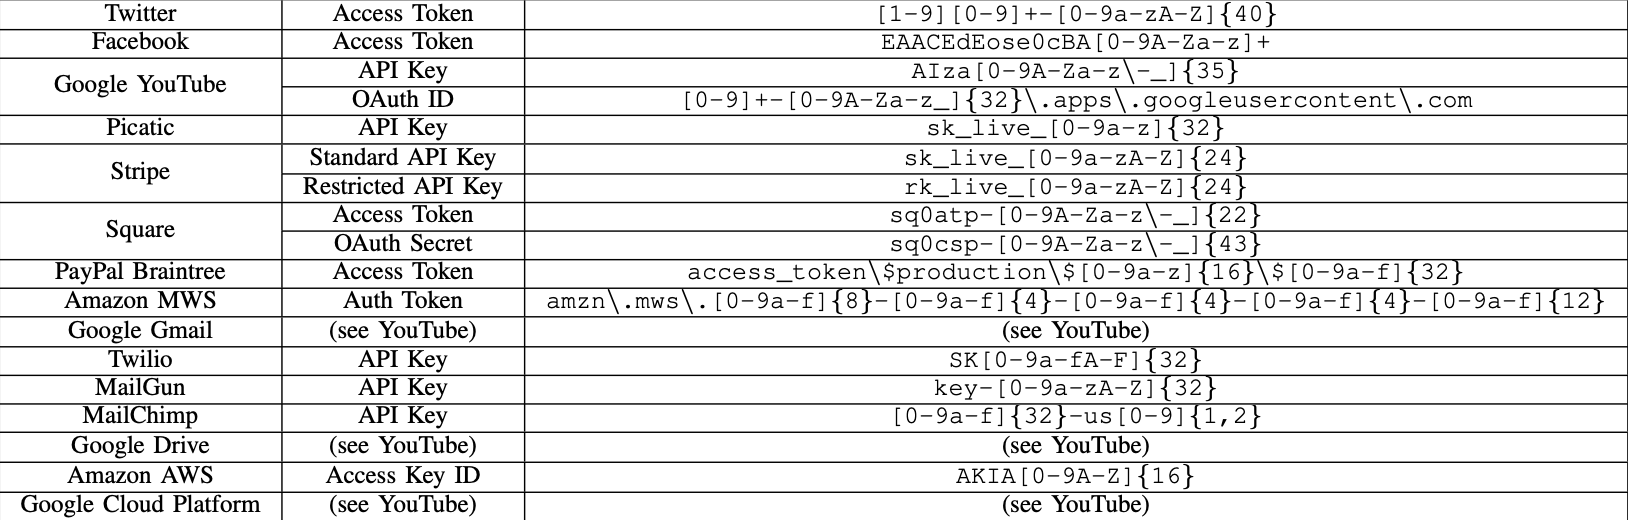 Twitter Access Token [1-9][0-9]+-[0-9a-zA-Z]{40}
Facebook Access Token EAACEdEose0cBA[0-9A-Za-z]+
Google YouTube API Key AIza[0-9A-Za-z\-_]{35}
OAuth ID [0-9]+-[0-9A-Za-z_]{32}\.apps\.googleusercontent\.com
Picatic API Key sk_live_[0-9a-z]{32}
Stripe Standard API Key sk_live_[0-9a-zA-Z]{24}
Restricted API Key rk_live_[0-9a-zA-Z]{24}
Square Access Token sq0atp-[0-9A-Za-z\-_]{22}
OAuth Secret sq0csp-[0-9A-Za-z\-_]{43}
PayPal Braintree Access Token access_token\$production\$[0-9a-z]{16}\$[0-9a-f]{32}
Amazon MWS Auth Token amzn\.mws\.[0-9a-f]{8}-[0-9a-f]{4}-[0-9a-f]{4}-[0-9a-f]{4}-[0-9a-f]{12}
Google Gmail (see YouTube) (see YouTube)
Twilio API Key SK[0-9a-fA-F]{32}
MailGun API Key key-[0-9a-zA-Z]{32}
MailChimp API Key [0-9a-f]{32}-us[0-9]{1,2}
Google Drive (see YouTube) (see YouTube)
Amazon AWS Access Key ID AKIA[0-9A-Z]{16}
Google Cloud Platform (see YouTube) (see YouTube)